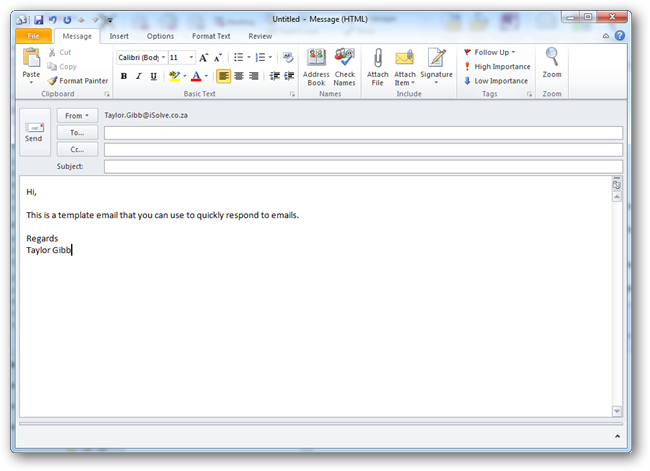 Untitled - Message (HTML)
File Message Insert Options Format Text Review
Paste
Cut
Copy
Format Painter
Clipboard
Calibri (Body 11 A A
B I U A
Basic Text
Address Book
Check Names
Names
Attach File
Attach Item
Signature
Include
Follow Up
High Importance
Low Importance
Tags
Zoom
Zoom
Send
From Taylor.Gibb@iSolve.co.za
To...
Cc...
Subject:
Hi,
This is a template email that you can use to quickly respond to emails.
Regards
Taylor Gibb